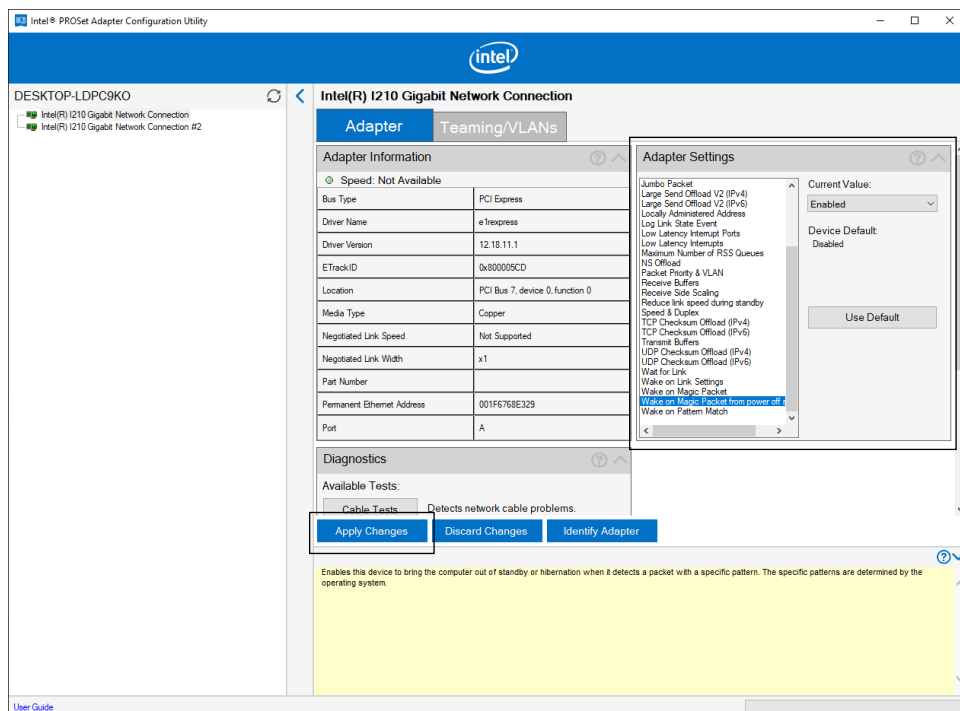 Intel® PROSet Adapter Configuration Utility
intel
DESKTOP-LDPC9KO
Intel(R) I210 Gigabit Network Connection
Intel(R) I210 Gigabit Network Connection #2
Intel(R) I210 Gigabit Network Connection
Adapter
Teaming/VLANs
Adapter Information
Speed: Not Available
Bus Type PCI Express
Driver Name e1rexpress
Driver Version 12.18.11.1
ETrackID 0x800005CD
Location PCI Bus 7, device 0, function 0
Media Type Copper
Negotiated Link Speed Not Supported
Negotiated Link Width x1
Part Number
Permanent Ethernet Address 001F6768E329
Port A
Adapter Settings
Jumbo Packet
Large Send Offload V2 (IPv4)
Large Send Offload V2 (IPv6)
Locally Administered Address
Log Link State Event
Low Latency Interrupt Ports
Low Latency Interrupts
Maximum Number of RSS Queues
NS Offload
Packet Priority & VLAN
Receive Buffers
Receive Side Scaling
Reduce link speed during standby
Speed & Duplex
TCP Checksum Offload (IPv4)
TCP Checksum Offload (IPv6)
Transmit Buffers
UDP Checksum Offload (IPv4)
UDP Checksum Offload (IPv6)
Wait for Link
Wake on Link Settings
Wake on Magic Packet
Wake on Magic Packet from power off s
Wake on Pattern Match
Current Value:
Enabled
Device Default:
Disabled
Use Default
Diagnostics
Available Tests:
Cable Tests Detects network cable problems.
Apply Changes
Discard Changes
Identify Adapter
Enables this device to bring the computer out of standby or hibernation when it detects a packet with a specific pattern. The specific patterns are determined by the
operating system.
User Guide